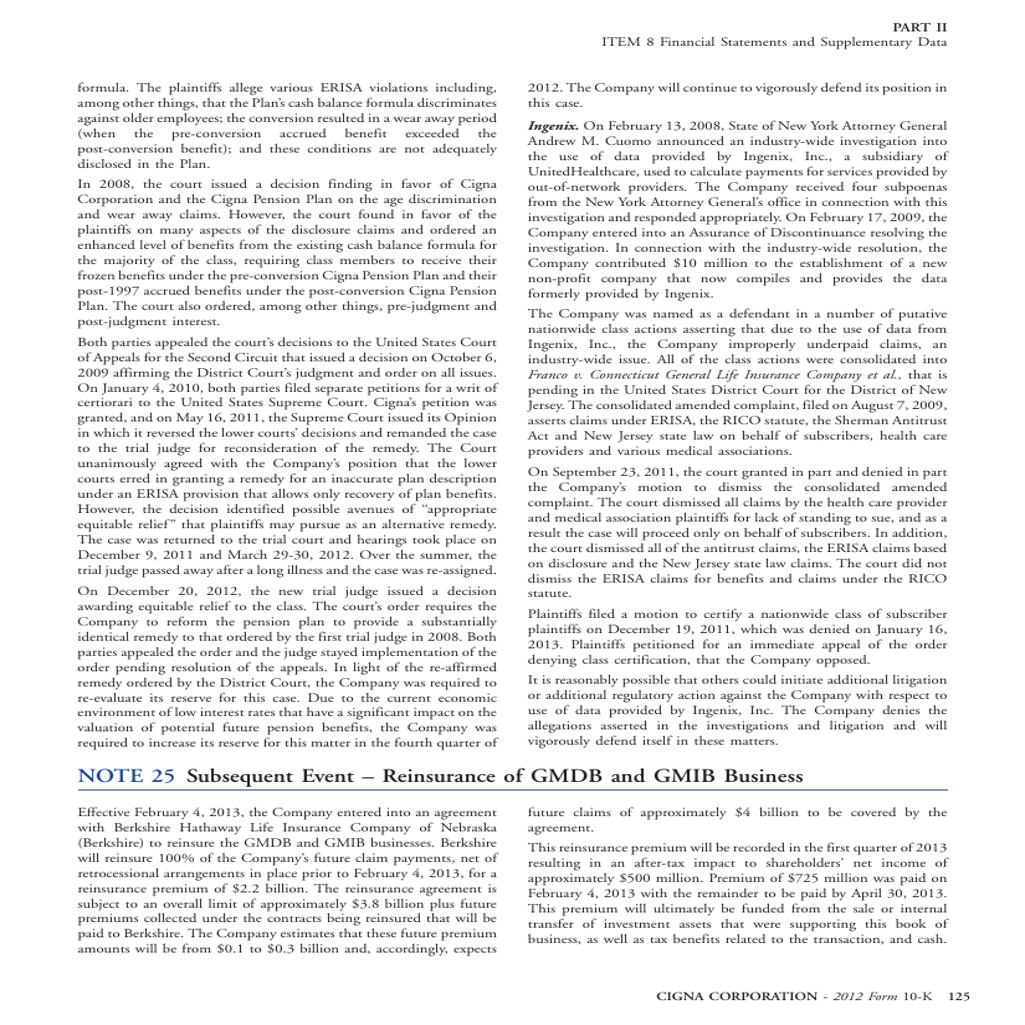 PART II
ITEM 8 Financial Statements and Supplementary Data
formula. The plaintiffs allege various ERISA violations including,
among other things, that the Plan's cash balance formula discriminates
against older employees; the conversion resulted in a wear away period
(when the pre-conversion accrued benefit exceeded the
post-conversion benefit); and these conditions are not adequately
disclosed in the Plan.
In 2008, the court issued a decision finding in favor of Cigna
Corporation and the Cigna Pension Plan on the age discrimination
and wear away claims. However, the court found in favor of the
plaintiffs on many aspects of the disclosure claims and ordered an
enhanced level of benefits from the existing cash balance formula for
the majority of the class, requiring class members to receive their
frozen benefits under the pre-conversion Cigna Pension Plan and their
post-1997 accrued benefits under the post-conversion Cigna Pension
Plan. The court also ordered, among other things, pre-judgment and
post-judgment interest.
Both parties appealed the court's decisions to the United States Court
of Appeals for the Second Circuit that issued a decision on October 6,
2009 affirming the District Court's judgment and order on all issues.
On January 4, 2010, both parties filed separate petitions for a writ of
certiorari to the United States Supreme Court. Cigna's petition was
granted, and on May 16, 2011, the Supreme Court issued its Opinion
in which it reversed the lower courts' decisions and remanded the case
to the trial judge for reconsideration of the remedy. The Court
unanimously agreed with the Company's position that the lower
courts erred in granting a remedy for an inaccurate plan description
under an ERISA provision that allows only recovery of plan benefits.
However, the decision identified possible avenues of "appropriate
equitable relief" that plaintiffs may pursue as an alternative remedy.
The case was returned to the trial court and hearings took place on
December 9, 2011 and March 29-30, 2012. Over the summer, the
trial judge passed away after a long illness and the case was re-assigned.
On December 20, 2012, the new trial judge issued a decision
awarding equitable relief to the class. The court's order requires the
Company to reform the pension plan to provide a substantially
identical remedy to that ordered by the first trial judge in 2008. Both
parties appealed the order and the judge stayed implementation of the
order pending resolution of the appeals. In light of the re-affirmed
remedy ordered by the District Court, the Company was required to
re-evaluate its reserve for this case. Due to the current economic
environment of low interest rates that have a significant impact on the
valuation of potential future pension benefits, the Company was
required to increase its reserve for this matter in the fourth quarter of
2012. The Company will continue to vigorously defend its position in
this case.
Ingenix. On February 13, 2008, State of New York Attorney General
Andrew M. Cuomo announced an industry-wide investigation into
the use of data provided by Ingenix, Inc., a subsidiary of
UnitedHealthcare, used to calculate payments for services provided by
out-of-network providers. The Company received four subpoenas
from the New York Attorney General's office in connection with this
investigation and responded appropriately. On February 17, 2009, the
Company entered into an Assurance of Discontinuance resolving the
investigation. In connection with the industry-wide resolution, the
Company contributed $10 million to the establishment of a new
non-profit company that now compiles and provides the data
formerly provided by Ingenix.
The Company was named as a defendant in a number of putative
nationwide class actions asserting that due to the use of data from
Ingenix, Inc., the Company improperly underpaid claims, an
industry-wide issue. All of the class actions were consolidated into
Franco v. Connecticut General Life Insurance Company et al., that is
pending in the United States District Court for the District of New
Jersey. The consolidated amended complaint, filed on August 7, 2009,
asserts claims under ERISA, the RICO statute, the Sherman Antitrust
Act and New Jersey state law on behalf of subscribers, health care
providers and various medical associations.
On September 23, 2011, the court granted in part and denied in part
the Company's motion to dismiss the consolidated amended
complaint. The court dismissed all claims by the health care provider
and medical association plaintiffs for lack of standing to sue, and as a
result the case will proceed only on behalf of subscribers. In addition,
the court dismissed all of the antitrust claims, the ERISA claims based
on disclosure and the New Jersey state law claims. The court did not
dismiss the ERISA claims for benefits and claims under the RICO
statute.
Plaintiffs filed a motion to certify a nationwide class of subscriber
plaintiffs on December 19, 2011, which was denied on January 16,
2013. Plaintiffs petitioned for an immediate appeal of the order
denying class certification, that the Company opposed.
It is reasonably possible that others could initiate additional litigation
or additional regulatory action against the Company with respect to
use of data provided by Ingenix, Inc. The Company denies the
allegations asserted in the investigations and litigation and will
vigorously defend itself in these matters.
NOTE 25 Subsequent Event – Reinsurance of GMDB and GMIB Business
Effective February 4, 2013, the Company entered into an agreement
with Berkshire Hathaway Life Insurance Company of Nebraska
(Berkshire) to reinsure the GMDB and GMIB businesses. Berkshire
will reinsure 100% of the Company's future claim payments, net of
retrocessional arrangements in place prior to February 4, 2013, for a
reinsurance premium of $2.2 billion. The reinsurance agreement is
subject to an overall limit of approximately $3.8 billion plus future
premiums collected under the contracts being reinsured that will be
paid to Berkshire. The Company estimates that these future premium
amounts will be from $0.1 to $0.3 billion and, accordingly, expects
future claims of approximately $4 billion to be covered by the
agreement.
This reinsurance premium will be recorded in the first quarter of 2013
resulting in an after-tax impact to shareholders' net income of
approximately $500 million. Premium of $725 million was paid on
February 4, 2013 with the remainder to be paid by April 30, 2013.
This premium will ultimately be funded from the sale or internal
transfer of investment assets that were supporting this book of
business, as well as tax benefits related to the transaction, and cash.
CIGNA CORPORATION - 2012 Form 10-K 125